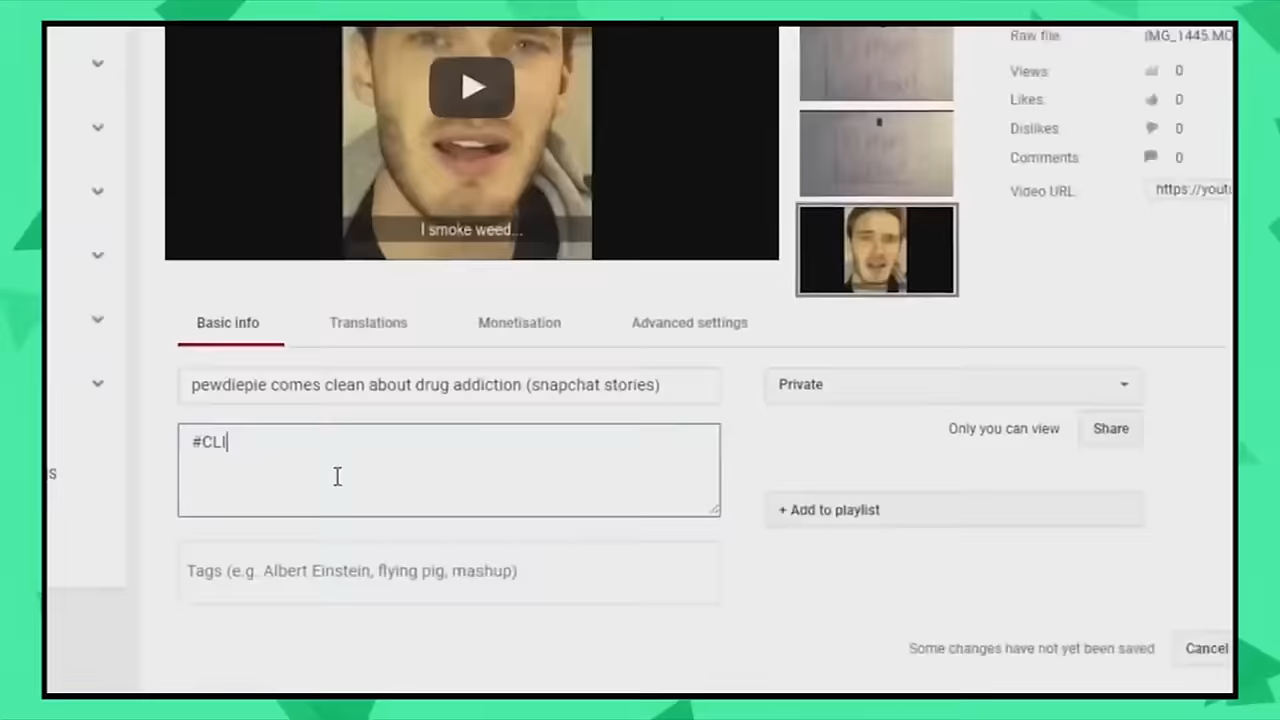 Raw file
IMG_1445.MO
Views:
0
Likes:
0
Dislikes:
0
Comments:
0
Video URL:
https://youtu
I smoke weed...
Basic info
Translations
Monetisation
Advanced settings
pewdiepie comes clean about drug addiction (snapchat stories)
Private
#CLI
Only you can view
Share
s
+ Add to playlist
Tags (e.g. Albert Einstein, flying pig, mashup)
Some changes have not yet been saved
Cancel